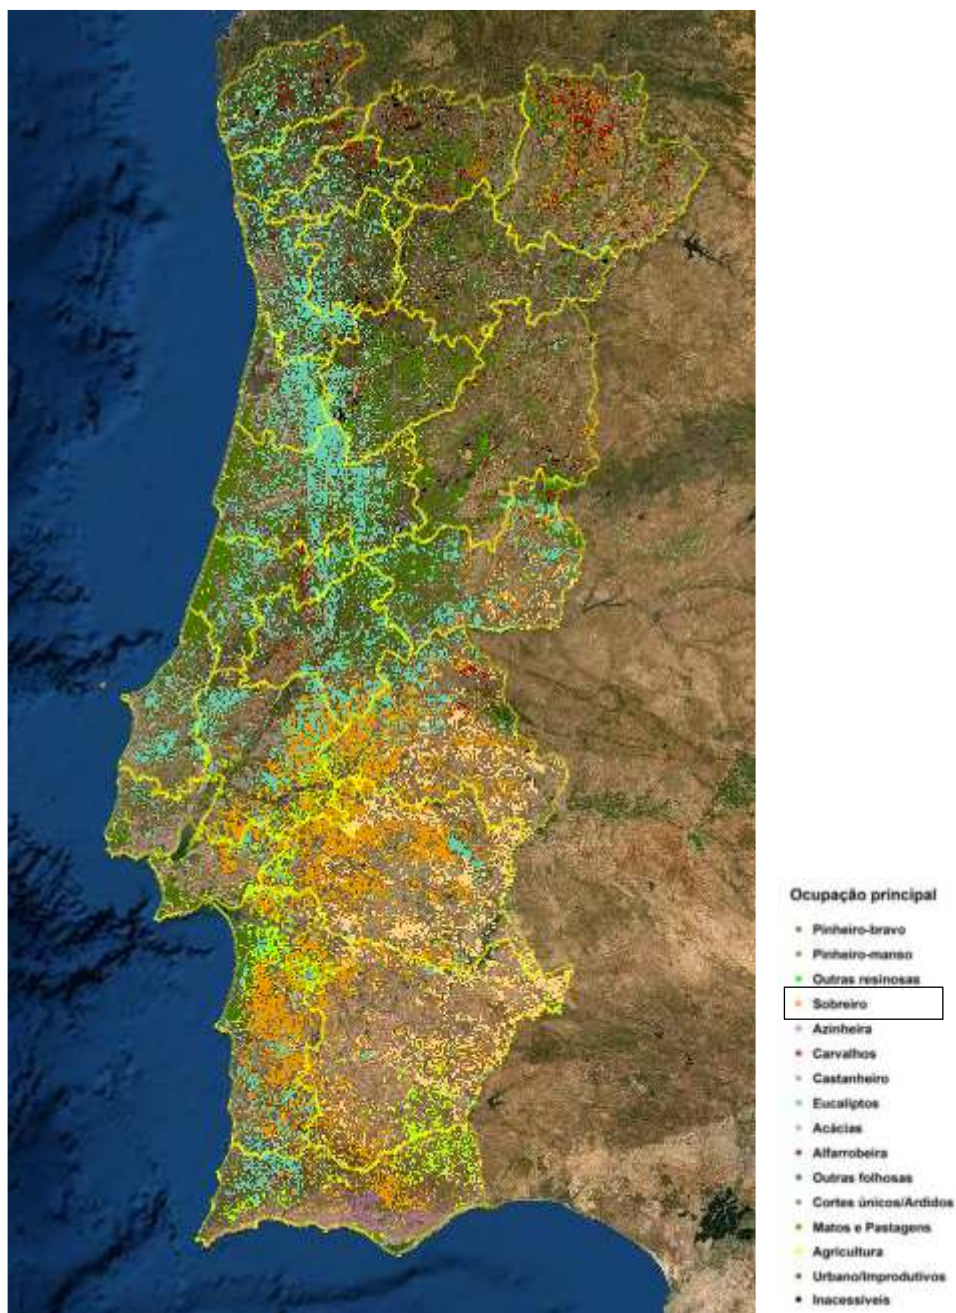 Ocupação principal
Pinheiro-bravo
Pinheiro-manso
Outras resinosas
Sobreiro
Azinheira
Carvalhos
Castanheiro
Eucaliptos
Acácias
Alfarrobeira
Outras folhosas
Cortes únicos/Ardidos
Matos e Pastagens
Agricultura
Urbano/Improdutivos
Inacessíveis